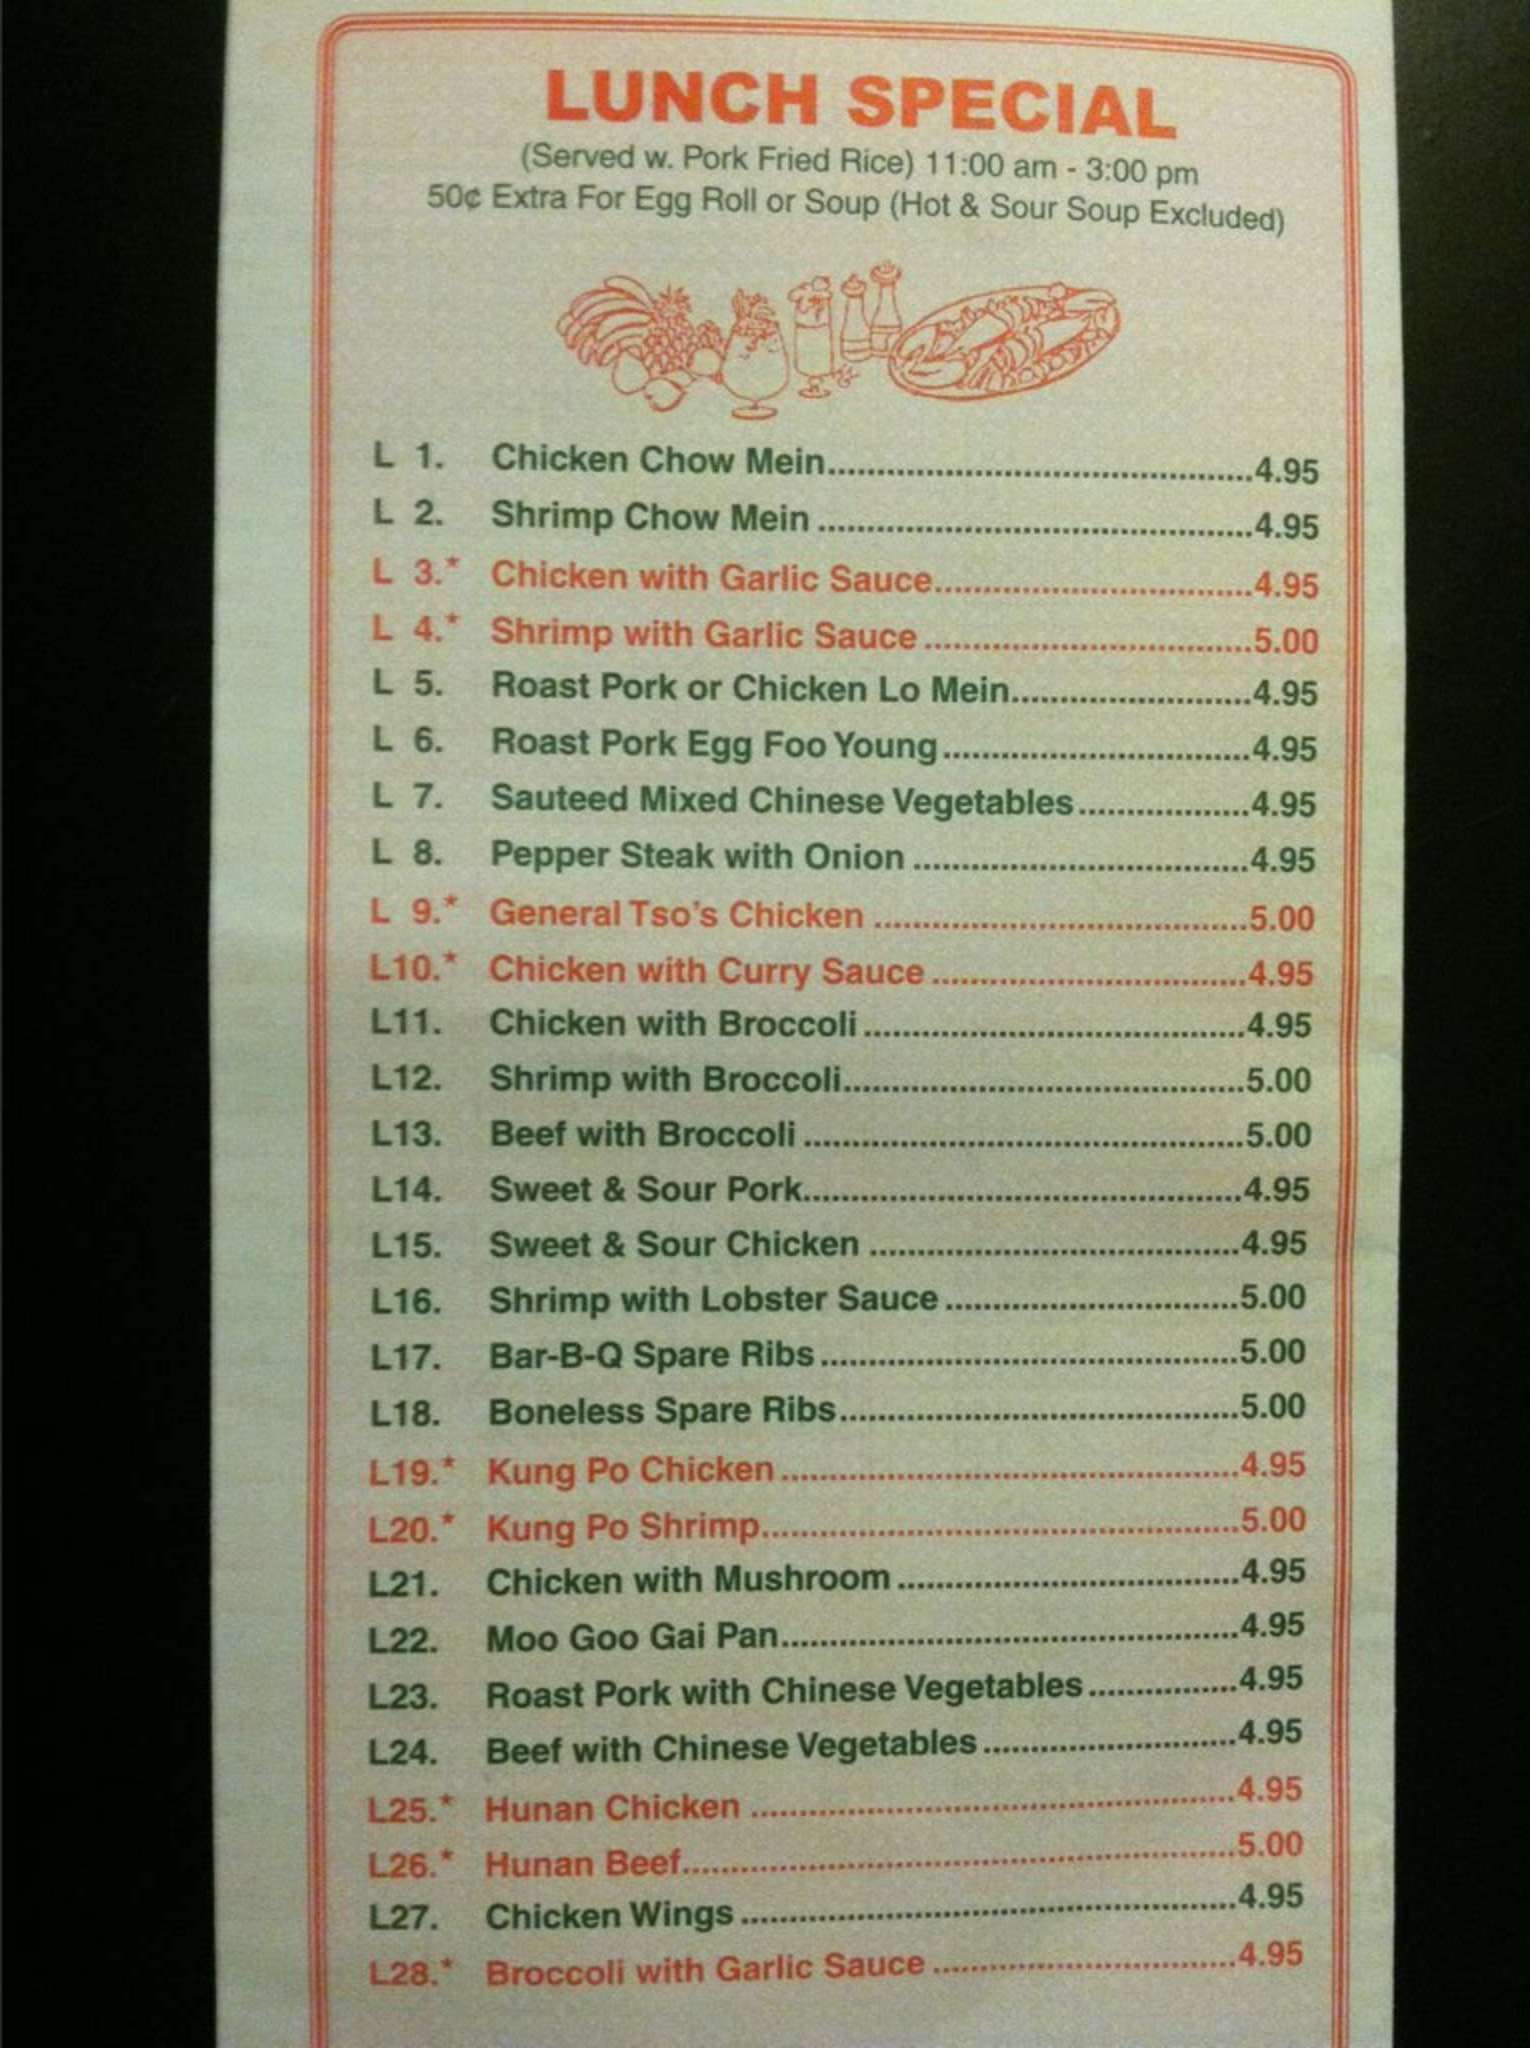 LUNCH SPECIAL
(Served w. Pork Fried Rice) 11:00 am - 3:00 pm
50¢ Extra For Egg Roll or Soup (Hot & Sour Soup Excluded)
L 1. Chicken Chow Mein..........4.95
L 2. Shrimp Chow Mein..........4.95
L 3.* Chicken with Garlic Sauce..........4.95
L 4.* Shrimp with Garlic Sauce..........5.00
L 5. Roast Pork or Chicken Lo Mein..........4.95
L 6. Roast Pork Egg Foo Young..........4.95
L 7. Sauteed Mixed Chinese Vegetables..........4.95
L 8. Pepper Steak with Onion..........4.95
L 9.* General Tso's Chicken..........5.00
L10.* Chicken with Curry Sauce..........4.95
L11. Chicken with Broccoli..........4.95
L12. Shrimp with Broccoli..........5.00
L13. Beef with Broccoli..........5.00
L14. Sweet & Sour Pork..........4.95
L15. Sweet & Sour Chicken..........4.95
L16. Shrimp with Lobster Sauce..........5.00
L17. Bar-B-Q Spare Ribs..........5.00
L18. Boneless Spare Ribs..........5.00
L19.* Kung Po Chicken..........4.95
L20.* Kung Po Shrimp..........5.00
L21. Chicken with Mushroom..........4.95
L22. Moo Goo Gai Pan..........4.95
L23. Roast Pork with Chinese Vegetables..........4.95
L24. Beef with Chinese Vegetables..........4.95
L25.* Hunan Chicken..........4.95
L26.* Hunan Beef..........5.00
L27. Chicken Wings..........4.95
L28.* Broccoli with Garlic Sauce..........4.95